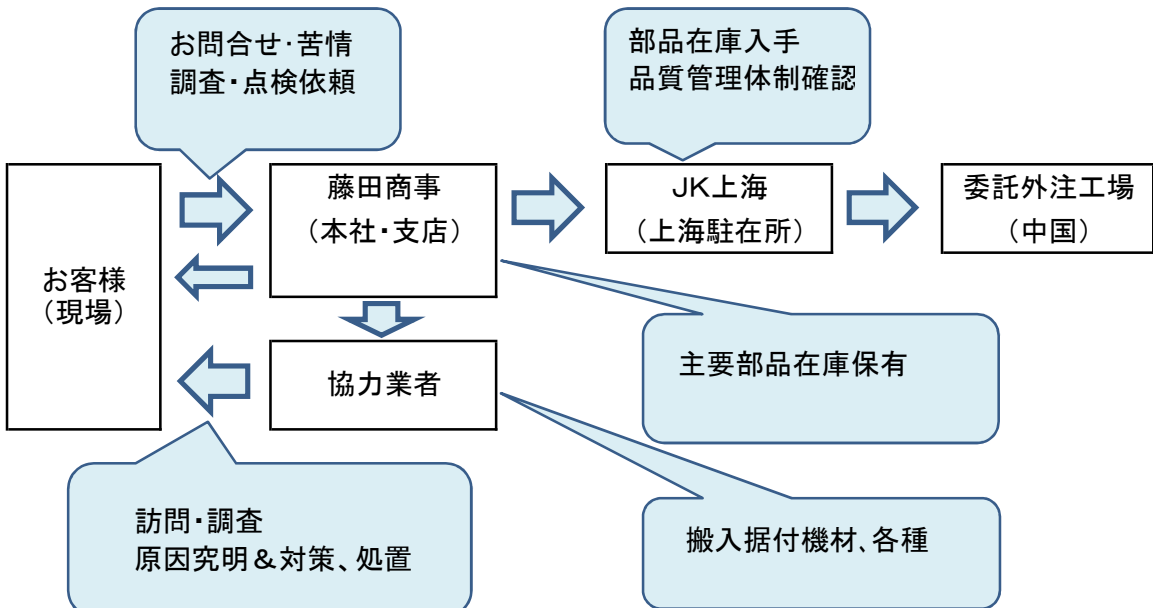 お問合せ・苦情
調査・点検依頼
部品在庫入手
品質管理体制確認
お客様
（現場）
藤田商事
（本社・支店）
JK上海
（上海駐在所）
委託外注工場
（中国）
協力業者
主要部品在庫保有
訪問・調査
原因究明＆対策、処置
搬入据付機材、各種